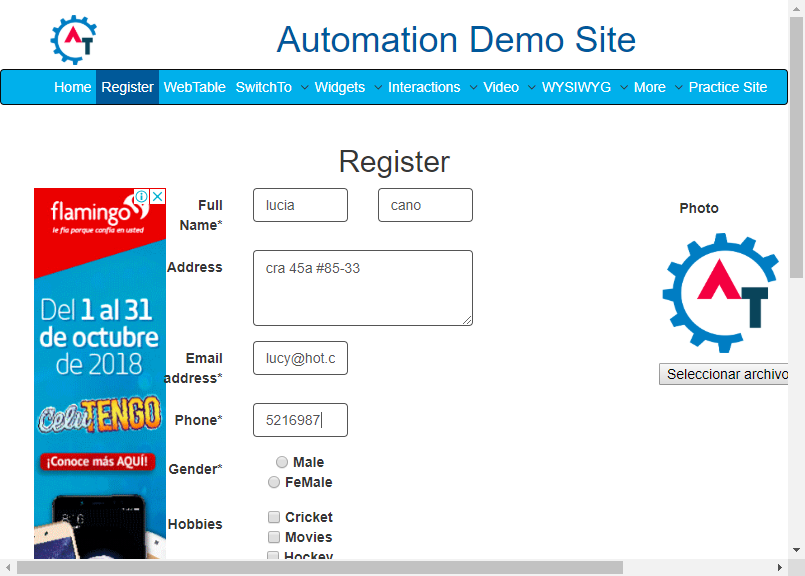 AT
Automation Demo Site
Home Register WebTable SwitchTo Widgets Interactions Video WYSIWYG More Practice Site
Register
flamingo
le fía porque confía en usted
Del 1 al 31
de octubre
de 2018
CeluTENGO
¡Conoce más AQUÍ!
Full
Name*
lucia
cano
Photo
AT
Address
cra 45a #85-33
Email
address*
lucy@hot.c
Seleccionar archivo
Phone*
5216987
Gender*
Male
FeMale
Hobbies
Cricket
Movies
Hockey